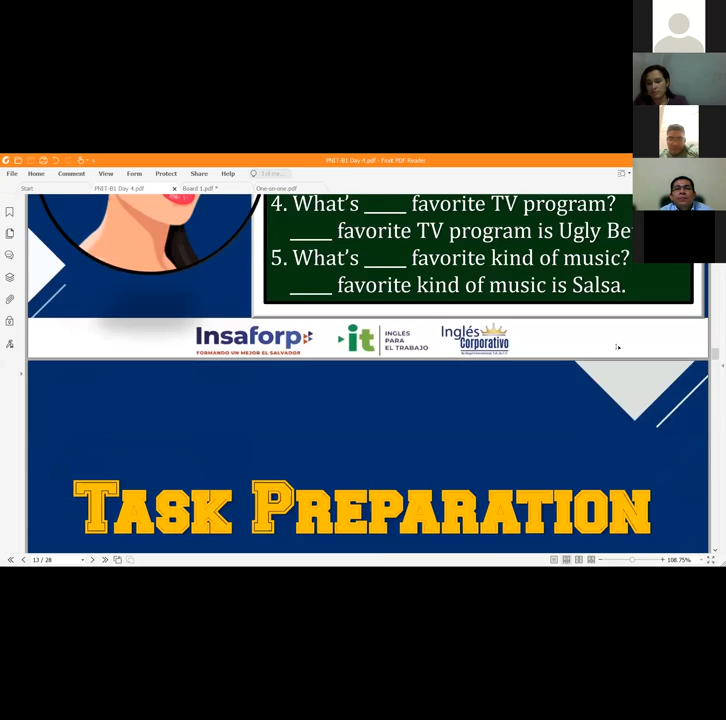 PNIT-B1 Day 4.pdf - Foxit PDF Reader
File Home Comment View Form Protect Share Help
Start PNIT-B1 Day 4.pdf Board 1.pdf * One-on-one.pdf
4. What's ____ favorite TV program?
____ favorite TV program is Ugly Be
5. What's ____ favorite kind of music?
____ favorite kind of music is Salsa.
Insaforp
FORMANDO UN MEJOR EL SALVADOR
it
INGLÉS
PARA
EL TRABAJO
Inglés
Corporativo
TASK PREPARATION
13 / 28
108.75%